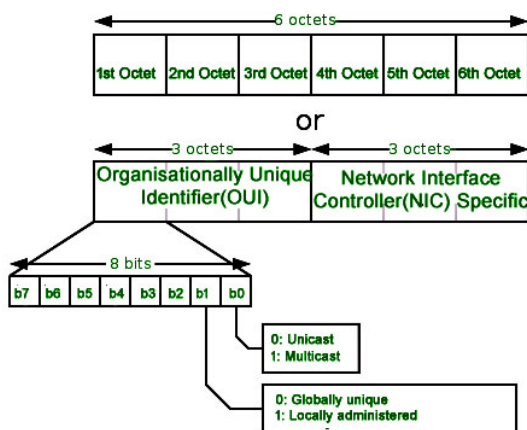 6 octets
1st Octet 2nd Octet 3rd Octet 4th Octet 5th Octet 6th Octet
or
3 octets 3 octets
Organisationally Unique
Identifier(OUI)
Network Interface
Controller(NIC) Specific
8 bits
b7 b6 b5 b4 b3 b2 b1 b0
0: Unicast
1: Multicast
0: Globally unique
1: Locally administered